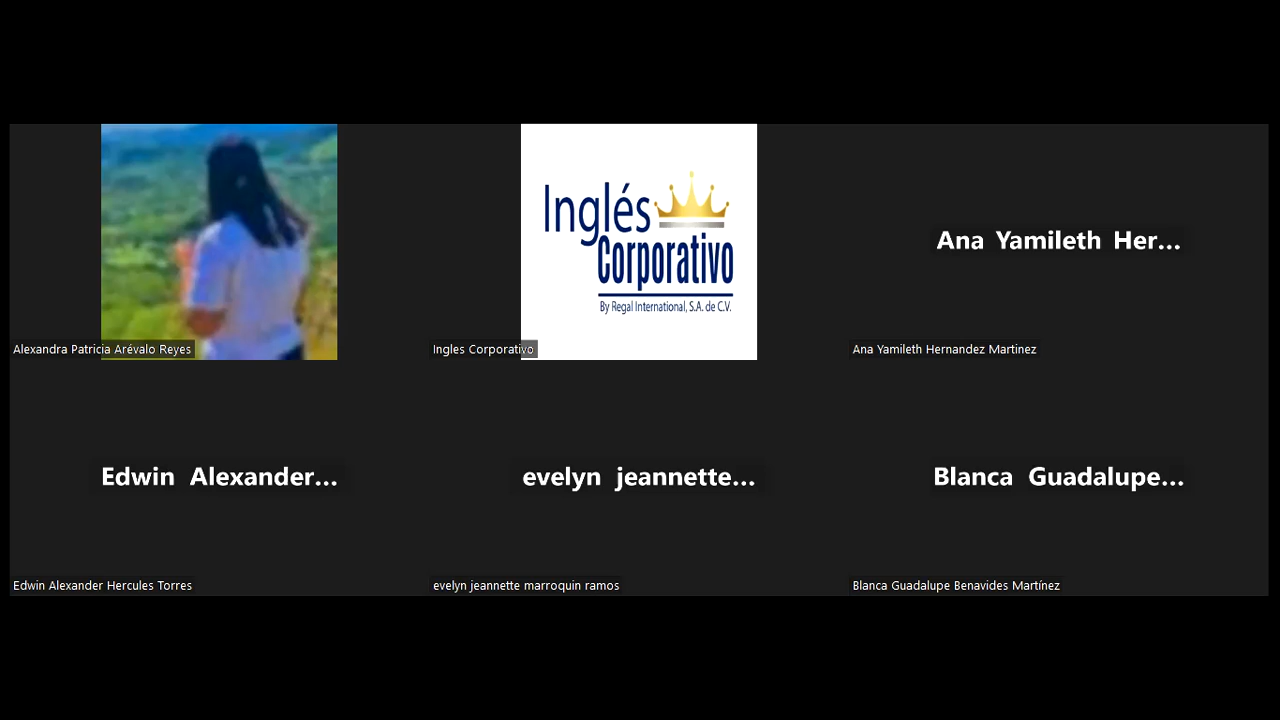 Inglés
Corporativo
By Regal International, S.A. de C.V.
Ana Yamileth Her...
Alexandra Patricia Arévalo Reyes
Ingles Corporativo
Ana Yamileth Hernandez Martinez
Edwin Alexander...
evelyn jeannette...
Blanca Guadalupe...
Edwin Alexander Hercules Torres
evelyn jeannette marroquin ramos
Blanca Guadalupe Benavides Martínez